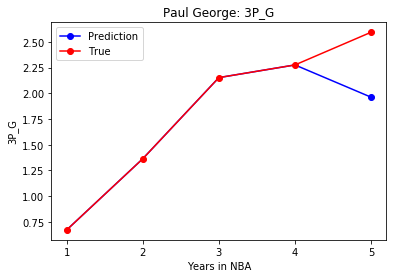 Paul George: 3P_G
Prediction
True
3P_G
2.50
2.25
2.00
1.75
1.50
1.25
1.00
0.75
1 2 3 4 5
Years in NBA